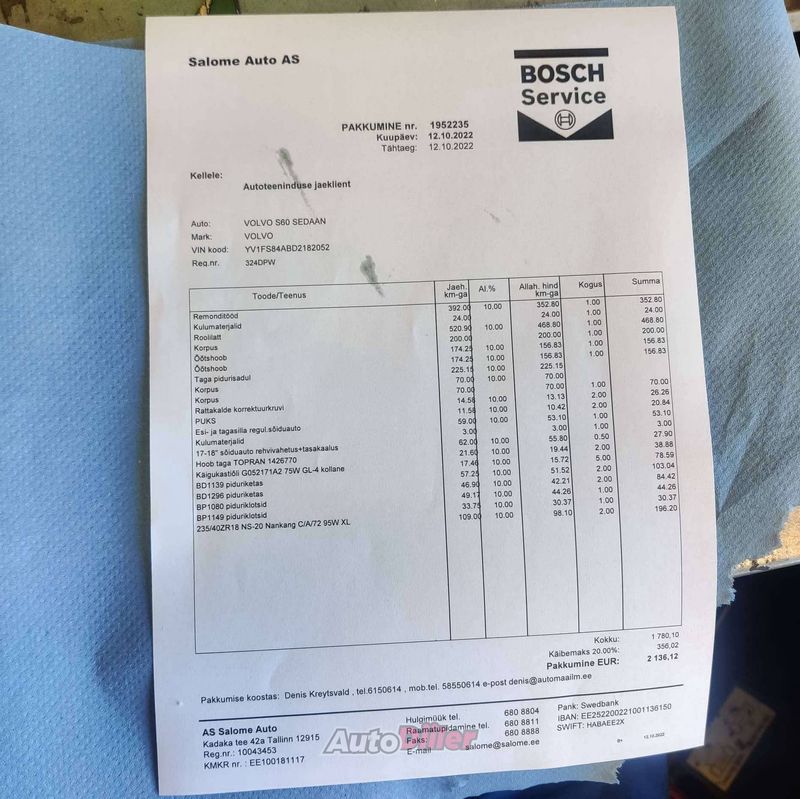 Salome Auto AS
BOSCH
Service
PAKKUMINE nr. 1952235
Kuupäev: 12.10.2022
Tähtaeg: 12.10.2022
Kellele:
Autoteeninduse jaeklient
Auto: VOLVO S60 SEDAAN
Mark: VOLVO
VIN kood: YV1FS84ABD2182052
Reg.nr. 324DPW
Toode/Teenus Jaeh. km-ga Al.% Allah. hind km-ga Kogus Summa
Remonditööd 392.00 10.00 352.80 1.00 352.80
Kulumaterjalid 24.00 24.00 1.00 24.00
Roolilatt 520.90 10.00 468.80 1.00 468.80
Korpus 200.00 200.00 1.00 200.00
Õõtshoob 174.25 10.00 156.83 1.00 156.83
Õõtshoob 174.25 10.00 156.83 1.00 156.83
Taga pidurisadul 225.15 10.00 225.15
Korpus 70.00 10.00 70.00
Korpus 70.00 70.00 1.00 70.00
Rattakalde korrektuurkruvi 14.58 10.00 13.13 2.00 26.26
PUKS 11.58 10.00 10.42 2.00 20.84
Esi- ja tagasilla regul.sõiduauto 59.00 10.00 53.10 1.00 53.10
Kulumaterjalid 3.00 3.00 1.00 3.00
17-18" sõiduauto rehvivahetus+tasakaalus 62.00 10.00 55.80 0.50 27.90
Hoob taga TOPRAN 1426770 21.60 10.00 19.44 2.00 38.88
Käigukastiõli G052171A2 75W GL-4 kollane 17.46 10.00 15.72 5.00 78.59
BD1139 piduriketas 57.25 10.00 51.52 2.00 103.04
BD1296 piduriketas 46.90 10.00 42.21 2.00 84.42
BP1080 piduriklotsid 49.17 10.00 44.26 1.00 44.26
BP1149 piduriklotsid 33.75 10.00 30.37 1.00 30.37
235/40ZR18 NS-20 Nankang C/A/72 95W XL 109.00 10.00 98.10 2.00 196.20
Kokku: 1 780,10
Käibemaks 20.00%: 356,02
Pakkumine EUR: 2 136,12
Pakkumise koostas: Denis Kreytsvald , tel.6150614 , mob.tel. 58550614 e-post denis@automaailm.ee
AS Salome Auto
Kadaka tee 42a Tallinn 12915
Reg.nr.: 10043453
KMKR nr. : EE100181117
Hulgimüük tel. 680 8804
Raamatupidamine tel. 680 8811
Faks: 680 8888
E-mail salome@salome.ee
Pank: Swedbank
IBAN: EE252200221001136150
SWIFT: HABAEE2X
12.10.2022
AutoDiler